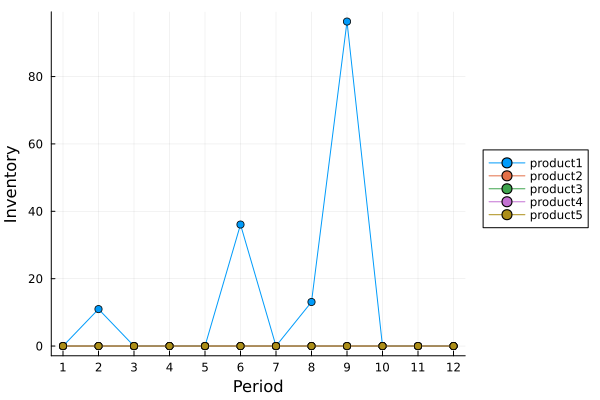 Inventory
80
60
40
20
0
1 2 3 4 5 6 7 8 9 10 11 12
Period
product1
product2
product3
product4
product5